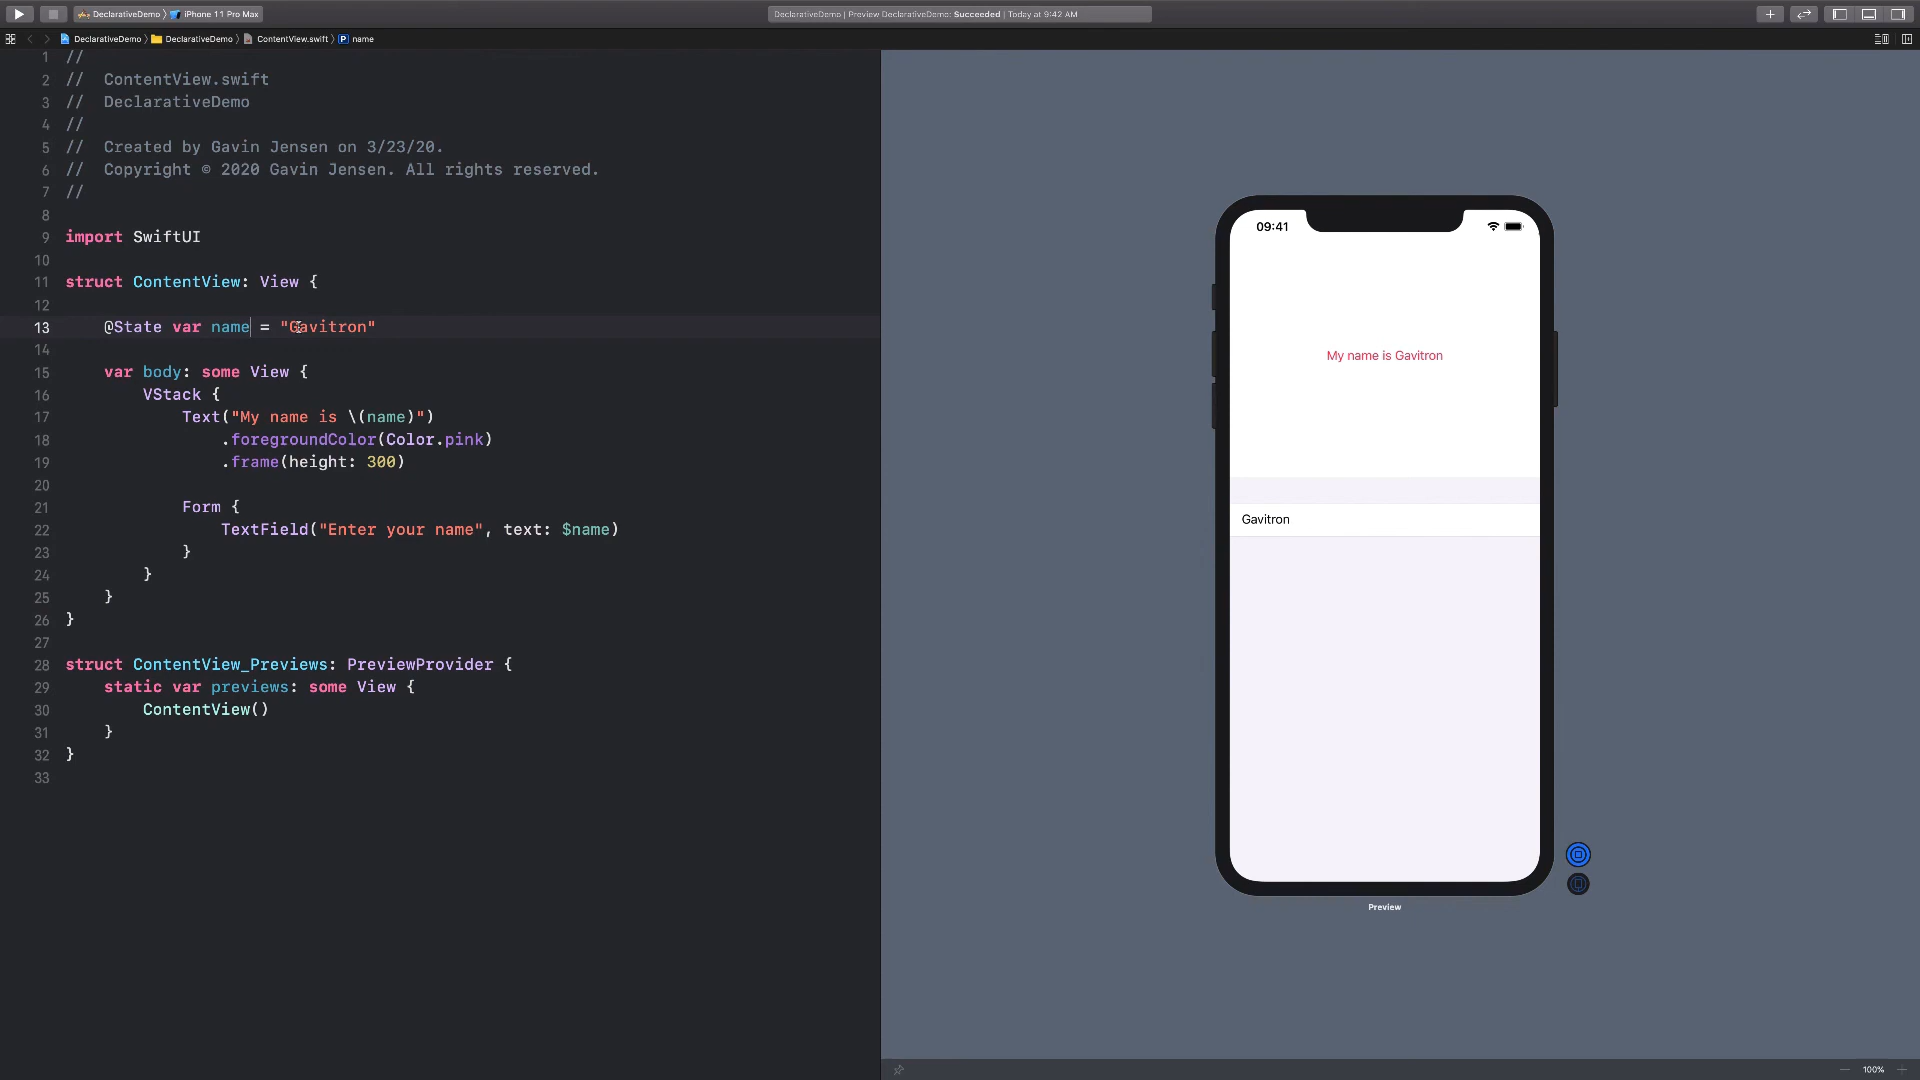 DeclarativeDemo 〉 iPhone 11 Pro Max
DeclarativeDemo | Preview DeclarativeDemo: Succeeded | Today at 9:42 AM
DeclarativeDemo 〉 DeclarativeDemo 〉 ContentView.swift 〉 P name
1 //
2 //  ContentView.swift
3 //  DeclarativeDemo
4 //
5 //  Created by Gavin Jensen on 3/23/20.
6 //  Copyright © 2020 Gavin Jensen. All rights reserved.
7 //
8
9 import SwiftUI
10
11 struct ContentView: View {
12
13     @State var name = "Gavitron"
14
15     var body: some View {
16         VStack {
17             Text("My name is \(name)")
18                 .foregroundColor(Color.pink)
19                 .frame(height: 300)
20
21             Form {
22                 TextField("Enter your name", text: $name)
23             }
24         }
25     }
26 }
27
28 struct ContentView_Previews: PreviewProvider {
29     static var previews: some View {
30         ContentView()
31     }
32 }
33
09:41
My name is Gavitron
Gavitron
Preview
100%